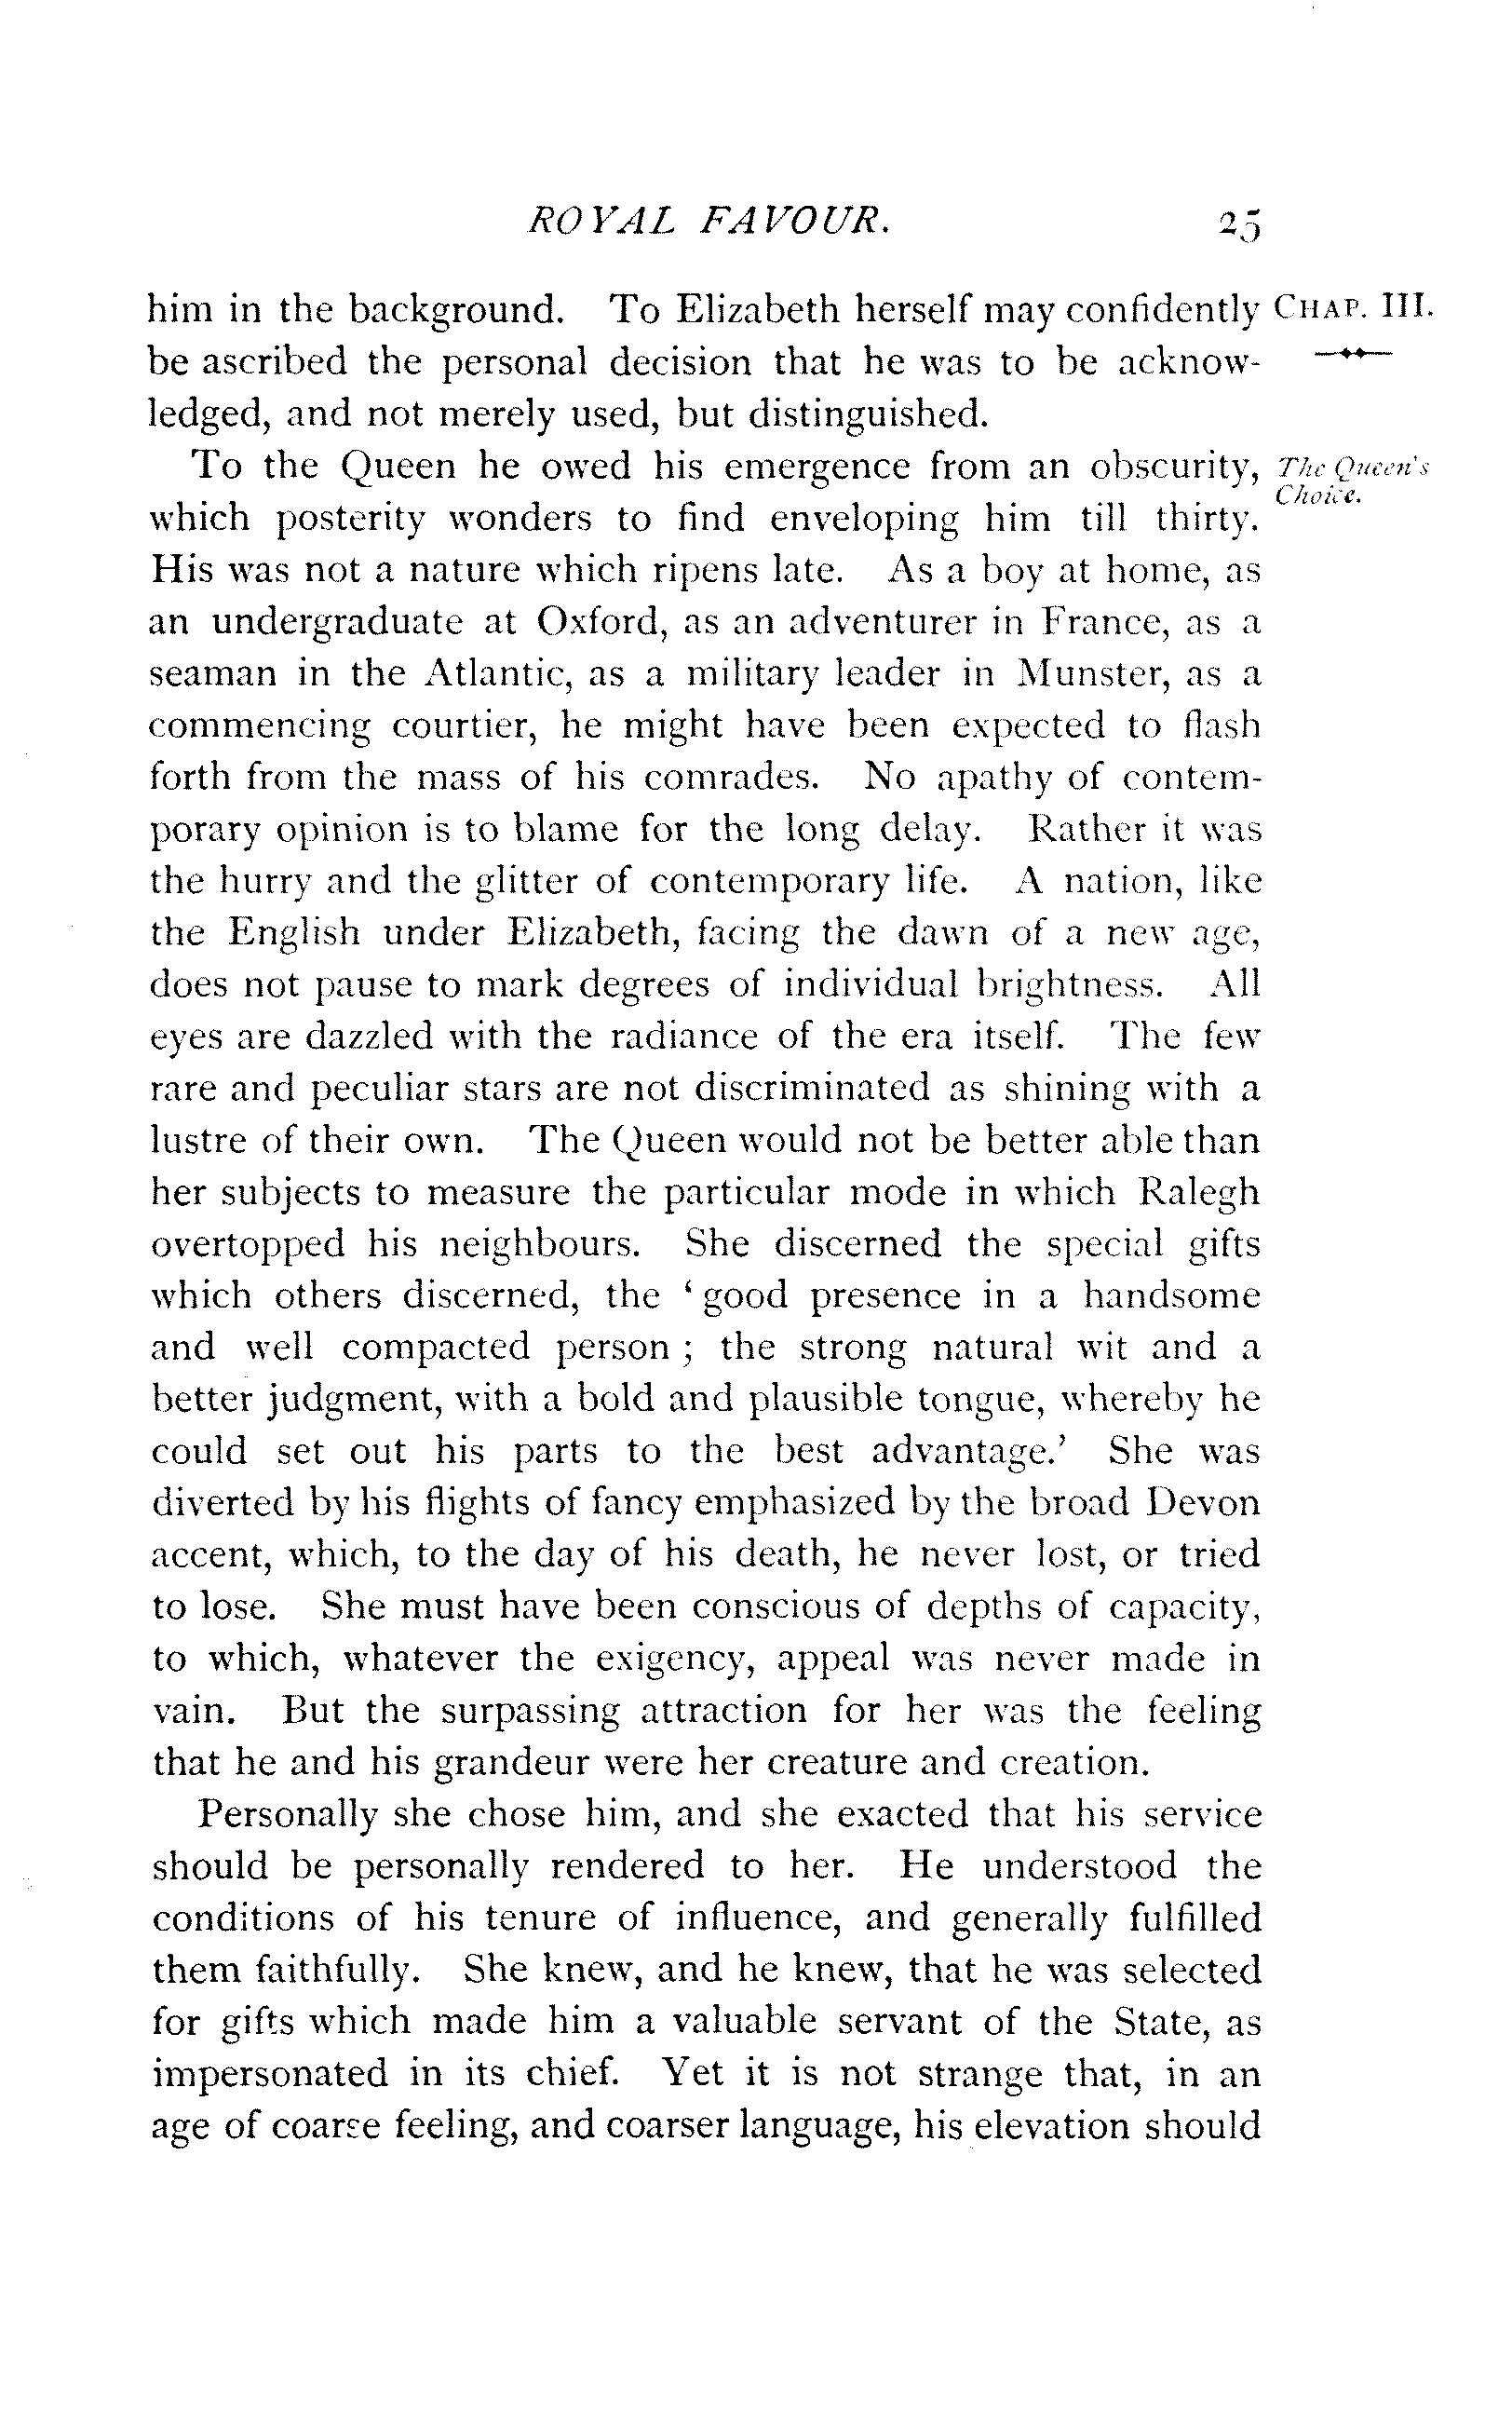 ROYAL FAVOUR. 25
him in the background. To Elizabeth herself may confidently CHAP. III.
be ascribed the personal decision that he was to be acknow-
ledged, and not merely used, but distinguished.
To the Queen he owed his emergence from an obscurity, The Queen's
Choice.
which posterity wonders to find enveloping him till thirty.
His was not a nature which ripens late. As a boy at home, as
an undergraduate at Oxford, as an adventurer in France, as a
seaman in the Atlantic, as a military leader in Munster, as a
commencing courtier, he might have been expected to flash
forth from the mass of his comrades. No apathy of contem-
porary opinion is to blame for the long delay. Rather it was
the hurry and the glitter of contemporary life. A nation, like
the English under Elizabeth, facing the dawn of a new age,
does not pause to mark degrees of individual brightness. All
eyes are dazzled with the radiance of the era itself. The few
rare and peculiar stars are not discriminated as shining with a
lustre of their own. The Queen would not be better able than
her subjects to measure the particular mode in which Ralegh
overtopped his neighbours. She discerned the special gifts
which others discerned, the ‘good presence in a handsome
and well compacted person; the strong natural wit and a
better judgment, with a bold and plausible tongue, whereby he
could set out his parts to the best advantage.’ She was
diverted by his flights of fancy emphasized by the broad Devon
accent, which, to the day of his death, he never lost, or tried
to lose. She must have been conscious of depths of capacity,
to which, whatever the exigency, appeal was never made in
vain. But the surpassing attraction for her was the feeling
that he and his grandeur were her creature and creation.
Personally she chose him, and she exacted that his service
should be personally rendered to her. He understood the
conditions of his tenure of influence, and generally fulfilled
them faithfully. She knew, and he knew, that he was selected
for gifts which made him a valuable servant of the State, as
impersonated in its chief. Yet it is not strange that, in an
age of coarse feeling, and coarser language, his elevation should